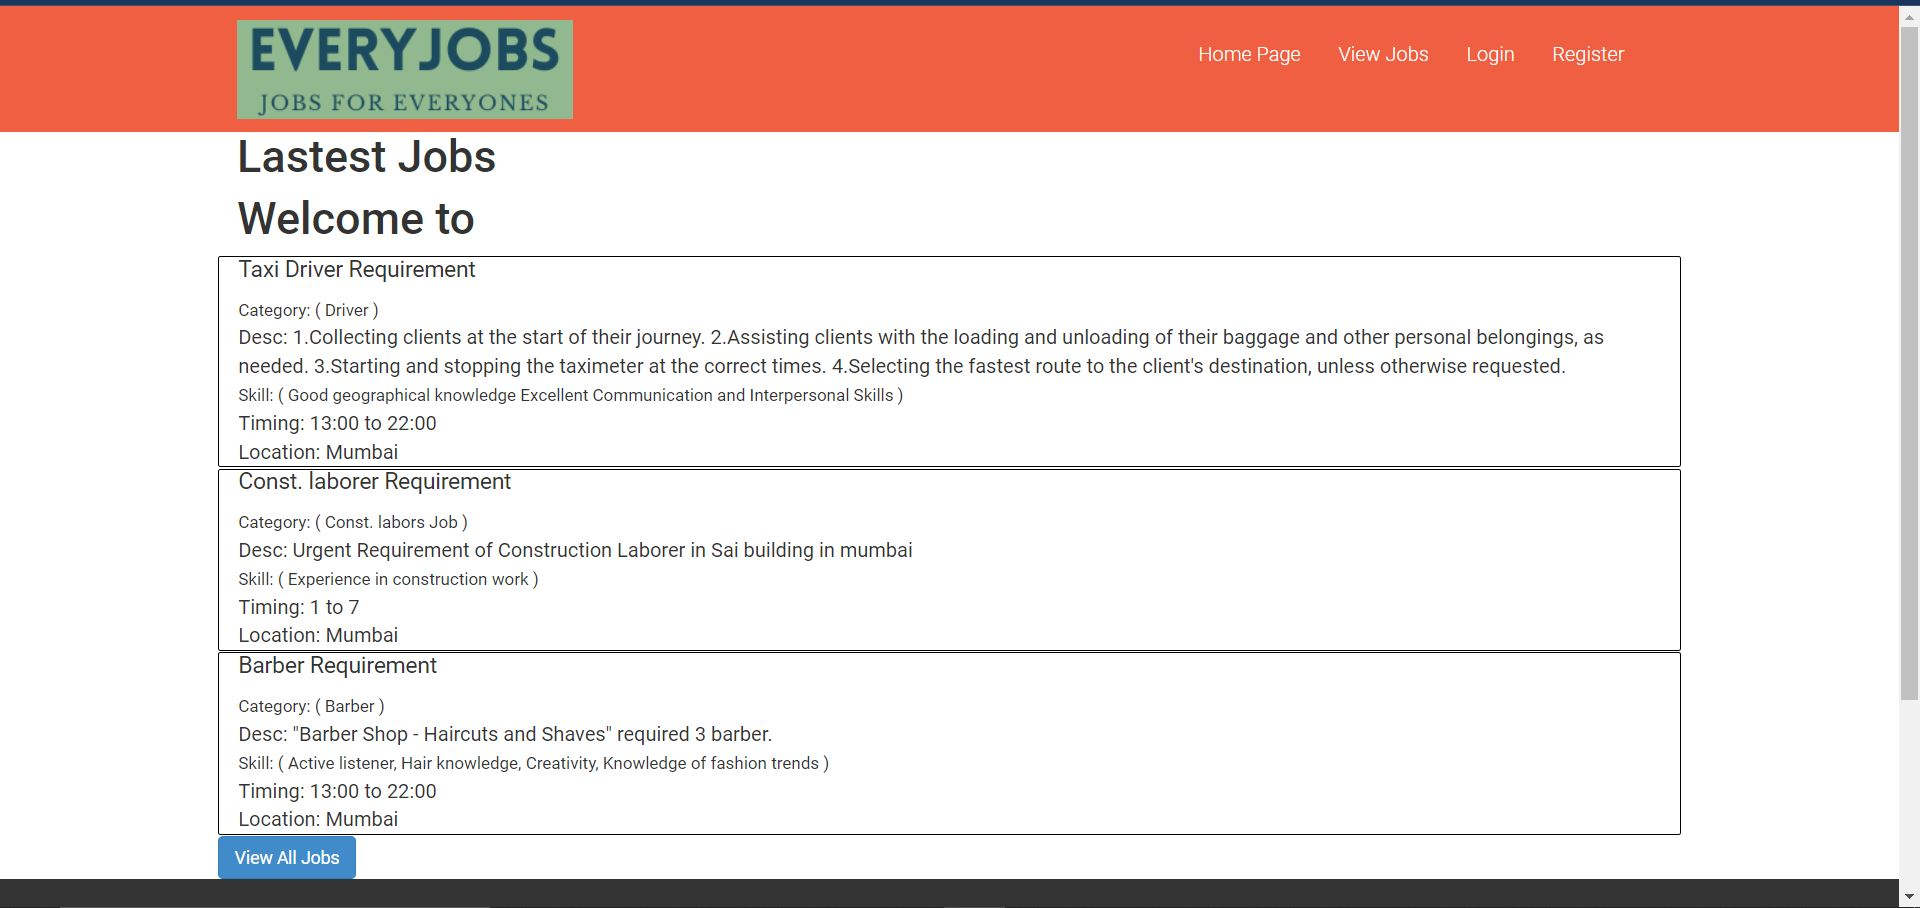 EVERYJOBS
JOBS FOR EVERYONES
Home Page
View Jobs
Login
Register
Lastest Jobs
Welcome to
Taxi Driver Requirement
Category: ( Driver )
Desc: 1.Collecting clients at the start of their journey. 2.Assisting clients with the loading and unloading of their baggage and other personal belongings, as
needed. 3.Starting and stopping the taximeter at the correct times. 4.Selecting the fastest route to the client's destination, unless otherwise requested.
Skill: ( Good geographical knowledge Excellent Communication and Interpersonal Skills )
Timing: 13:00 to 22:00
Location: Mumbai
Const. laborer Requirement
Category: ( Const. labors Job )
Desc: Urgent Requirement of Construction Laborer in Sai building in mumbai
Skill: ( Experience in construction work )
Timing: 1 to 7
Location: Mumbai
Barber Requirement
Category: ( Barber )
Desc: "Barber Shop - Haircuts and Shaves" required 3 barber.
Skill: ( Active listener, Hair knowledge, Creativity, Knowledge of fashion trends )
Timing: 13:00 to 22:00
Location: Mumbai
View All Jobs